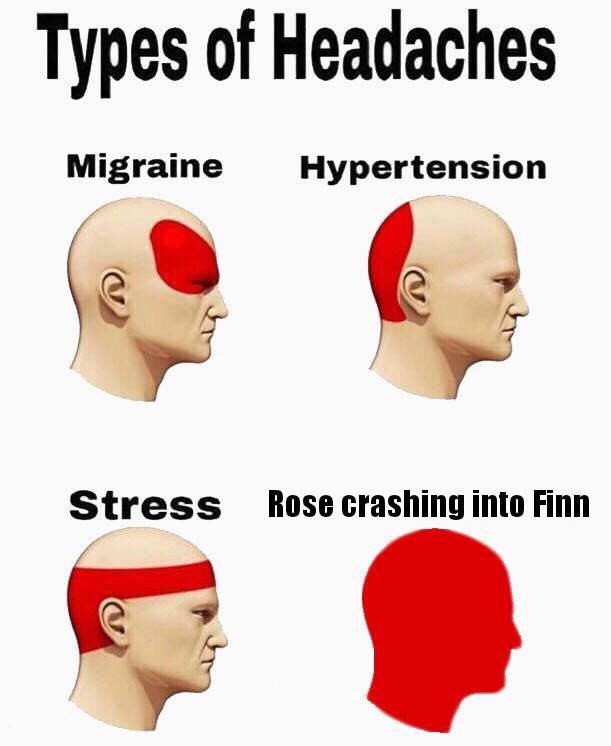 Types of Headaches
Migraine
Hypertension
Stress
Rose crashing into Finn